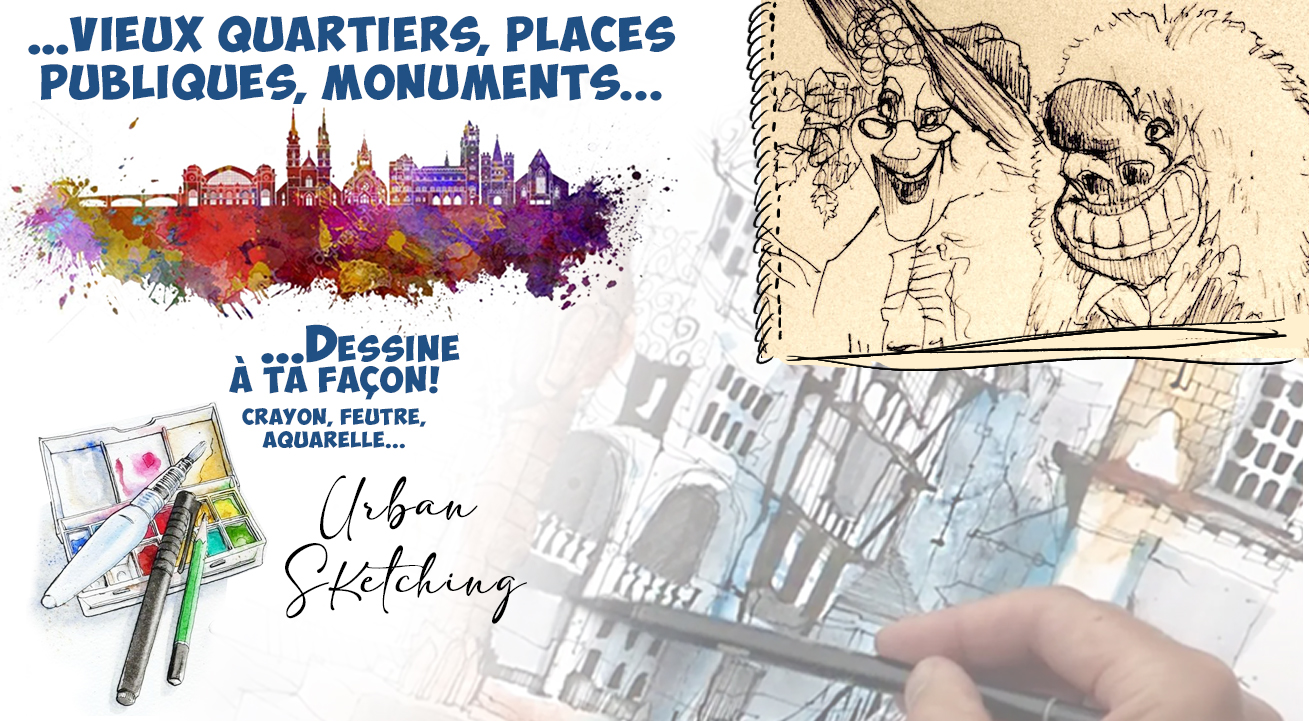 ...VIEUX QUARTIERS, PLACES
PUBLIQUES, MONUMENTS...
...DESSINE
À TA FAÇON!
CRAYON, FEUTRE,
AQUARELLE...
Urban
Sketching